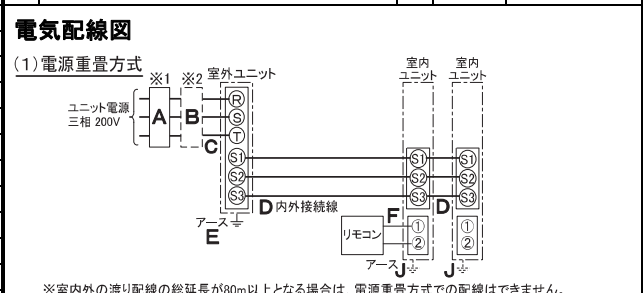 電気配線図
(1)電源重畳方式
※1 ※2 室外ユニット
室内
ユニット
室内
ユニット
ユニット電源
三相 200V
A
B
C
R
S
T
S1
S2
S3
S1
S2
S3
S1
S2
S3
D 内外接続線
D
アース
E
F
リモコン
①
②
①
②
アース J
J
※室内外の渡り配線の総延長が80m以上となる場合は、電源重畳方式での配線はできません。